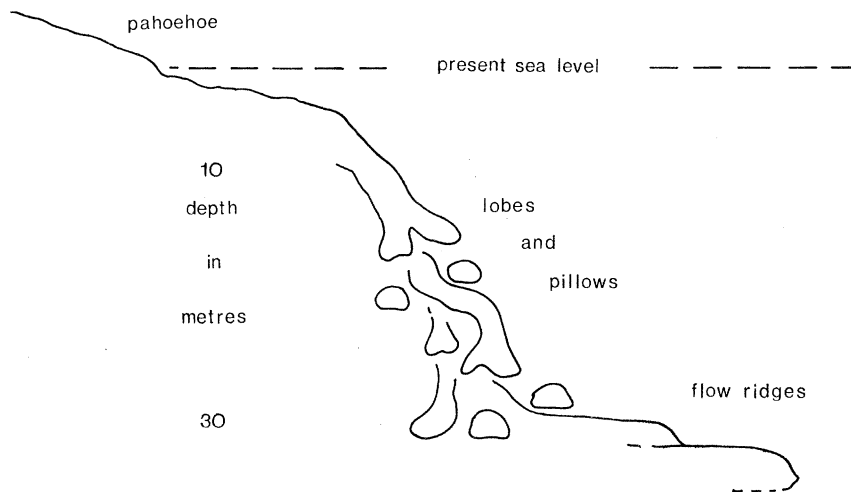 pahoehoe
present sea level
10
depth
in
metres
30
lobes
and
pillows
flow ridges